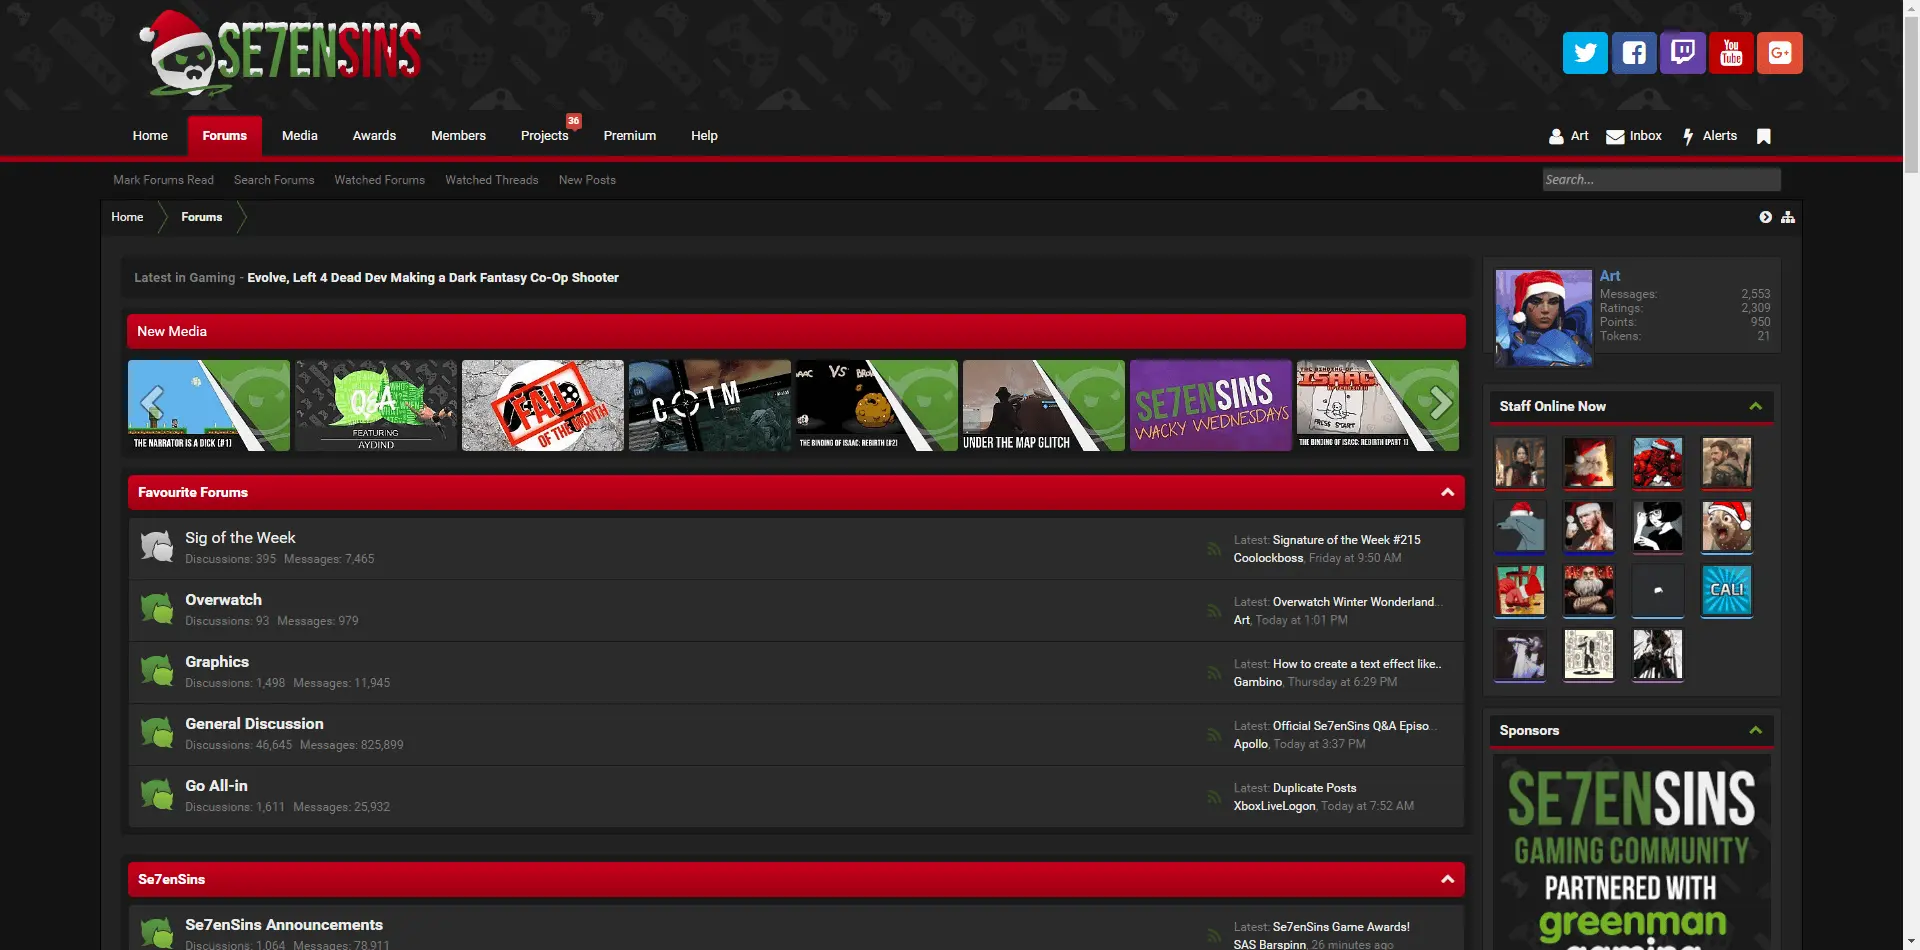 SE7ENSINS
You
Tube
G+
Home
Forums
Media
Awards
Members
Projects
36
Premium
Help
Art
Inbox
Alerts
Mark Forums Read
Search Forums
Watched Forums
Watched Threads
New Posts
Search...
Home
Forums
Latest in Gaming - Evolve, Left 4 Dead Dev Making a Dark Fantasy Co-Op Shooter
New Media
THE NARRATOR IS A DICK (#1)
Q&A
FEATURING
AYDIND
FAIL
OF THE MONTH
COTM
VS
THE BINDING OF ISAAC: REBIRTH (#2)
UNDER THE MAP GLITCH
SE7ENSINS
WACKY WEDNESDAYS
THE BINDING OF
ISAAC
PRESS START
THE BINDING OF ISACC: REBIRTH (PART 1)
Favourite Forums
Sig of the Week
Discussions: 395 Messages: 7,465
Latest: Signature of the Week #215
Coolockboss, Friday at 9:50 AM
Overwatch
Discussions: 93 Messages: 979
Latest: Overwatch Winter Wonderland...
Art, Today at 1:01 PM
Graphics
Discussions: 1,498 Messages: 11,945
Latest: How to create a text effect like..
Gambino, Thursday at 6:29 PM
General Discussion
Discussions: 46,645 Messages: 825,899
Latest: Official Se7enSins Q&A Episo...
Apollo, Today at 3:37 PM
Go All-in
Discussions: 1,611 Messages: 25,932
Latest: Duplicate Posts
XboxLiveLogon, Today at 7:52 AM
Se7enSins
Se7enSins Announcements
Discussions: 1,064 Messages: 78,911
Latest: Se7enSins Game Awards!
SAS Barspinn, 26 minutes ago
Art
Messages: 2,553
Ratings: 2,309
Points: 950
Tokens: 21
Staff Online Now
CALI
Sponsors
SE7ENSINS
GAMING COMMUNITY
PARTNERED WITH
greenman
gaming